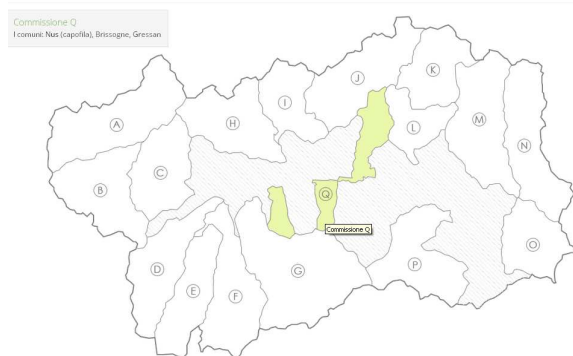 Commissione Q
I comuni: Nus (capofila), Brissogne, Gressan
K
J
I
M
A
H
L
N
C
B
Q
Commissione Q
O
P
D
G
E
F